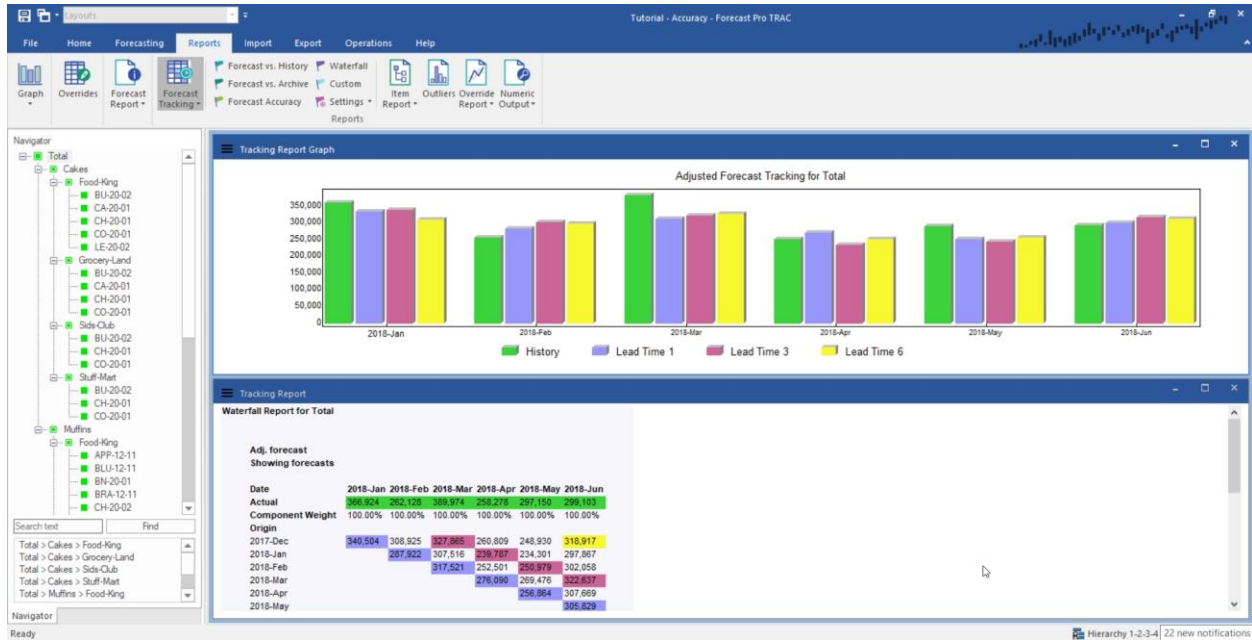 Layouts
Tutorial - Accuracy - Forecast Pro TRAC
File Home Forecasting Reports Import Export Operations Help
Graph Overrides Forecast Report Forecast Tracking Forecast vs. History Waterfall Forecast vs. Archive Custom Forecast Accuracy Settings Item Report Outliers Override Report Numeric Output
Reports
Navigator
Total
Cakes
Food-King
BU-20-02
CA-20-01
CH-20-01
CO-20-01
LE-20-02
Grocery-Land
BU-20-02
CA-20-01
CH-20-01
CO-20-01
Sids-Club
BU-20-02
CH-20-01
CO-20-01
Stuff-Mart
BU-20-02
CH-20-01
CO-20-01
Muffins
Food-King
APP-12-11
BLU-12-11
BN-20-01
BRA-12-11
CH-20-02
Search text Find
Total > Cakes > Food-King
Total > Cakes > Grocery-Land
Total > Cakes > Sids-Club
Total > Cakes > Stuff-Mart
Total > Muffins > Food-King
Navigator
Tracking Report Graph
Adjusted Forecast Tracking for Total
350,000
300,000
250,000
200,000
150,000
100,000
50,000
0
2018-Jan 2018-Feb 2018-Mar 2018-Apr 2018-May 2018-Jun
History Lead Time 1 Lead Time 3 Lead Time 6
Tracking Report
Waterfall Report for Total
Adj. forecast
Showing forecasts
Date 2018-Jan 2018-Feb 2018-Mar 2018-Apr 2018-May 2018-Jun
Actual 366,924 262,128 389,974 258,278 297,150 299,103
Component Weight 100.00% 100.00% 100.00% 100.00% 100.00% 100.00%
Origin
2017-Dec 340,504 308,925 327,865 260,809 248,930 318,917
2018-Jan 287,922 307,516 239,787 234,301 297,867
2018-Feb 317,521 252,501 250,979 302,058
2018-Mar 276,090 269,476 322,637
2018-Apr 256,864 307,669
2018-May 305,829
Ready
Hierarchy 1-2-3-4 22 new notifications